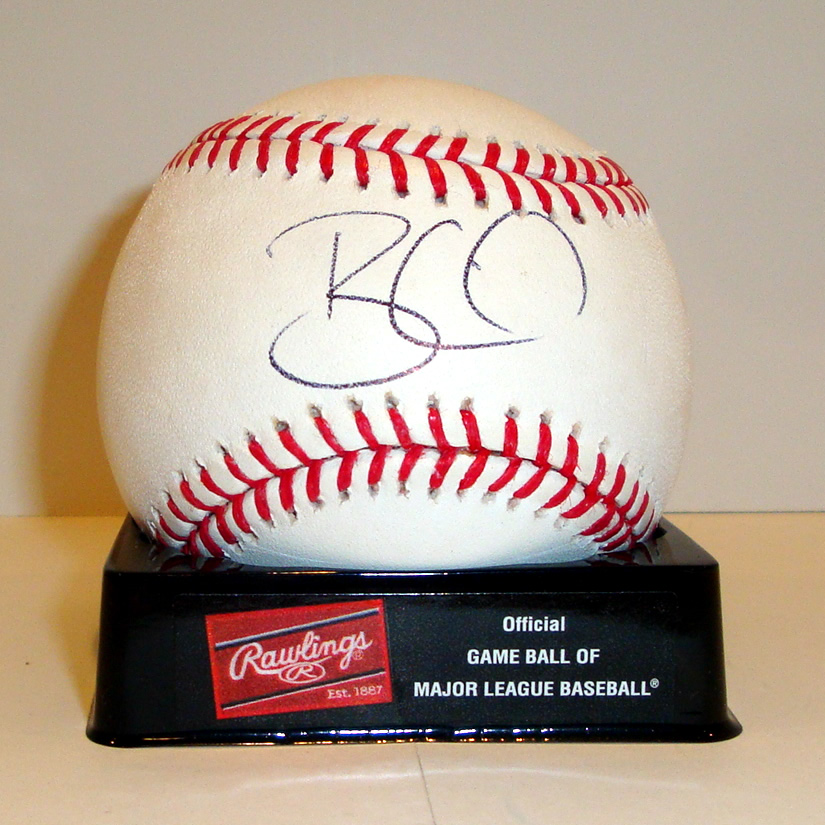 Rawlings®
R
Est. 1887
Official
GAME BALL OF
MAJOR LEAGUE BASEBALL®